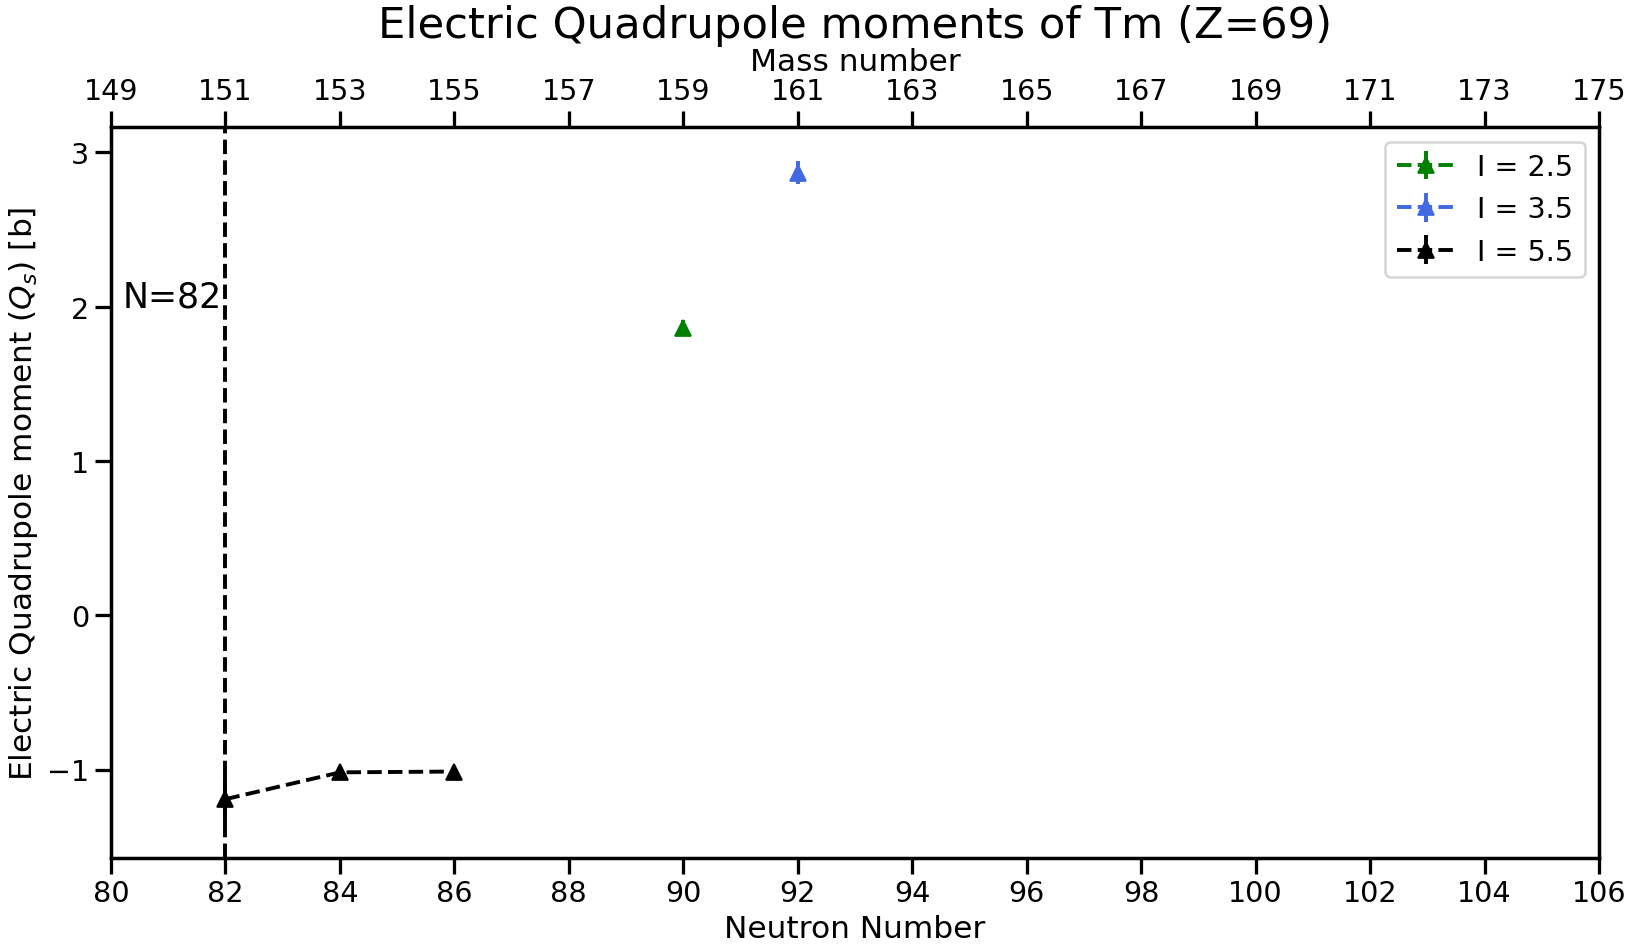 Electric Quadrupole moments of Tm (Z=69)
Mass number
149 151 153 155 157 159 161 163 165 167 169 171 173 175
3
2
1
0
−1
Electric Quadrupole moment (Qₛ) [b]
N=82
I = 2.5
I = 3.5
I = 5.5
80 82 84 86 88 90 92 94 96 98 100 102 104 106
Neutron Number